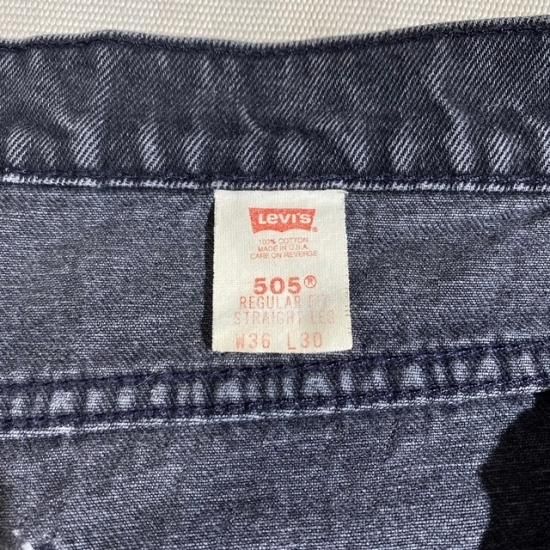 Levi's
100% COTTON
MADE IN U.S.A.
CARE ON REVERSE
505®
REGULAR FIT
STRAIGHT LEG
W36 L30